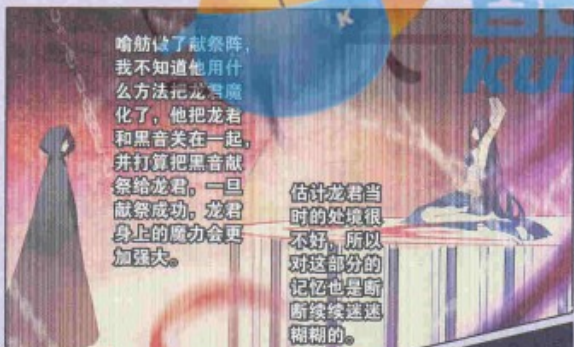 喻舫做了献祭阵,
我不知道他用什
么方法把龙君魔
化了，他把龙君
和黑音关在一起,
并打算把黑音献
祭给龙君，一旦
献祭成功，龙君
身上的魔力会更
加强大。
估计龙君当
时的处境很
不好，所以
对这部分的
记忆也是断
断续续迷迷
糊糊的。